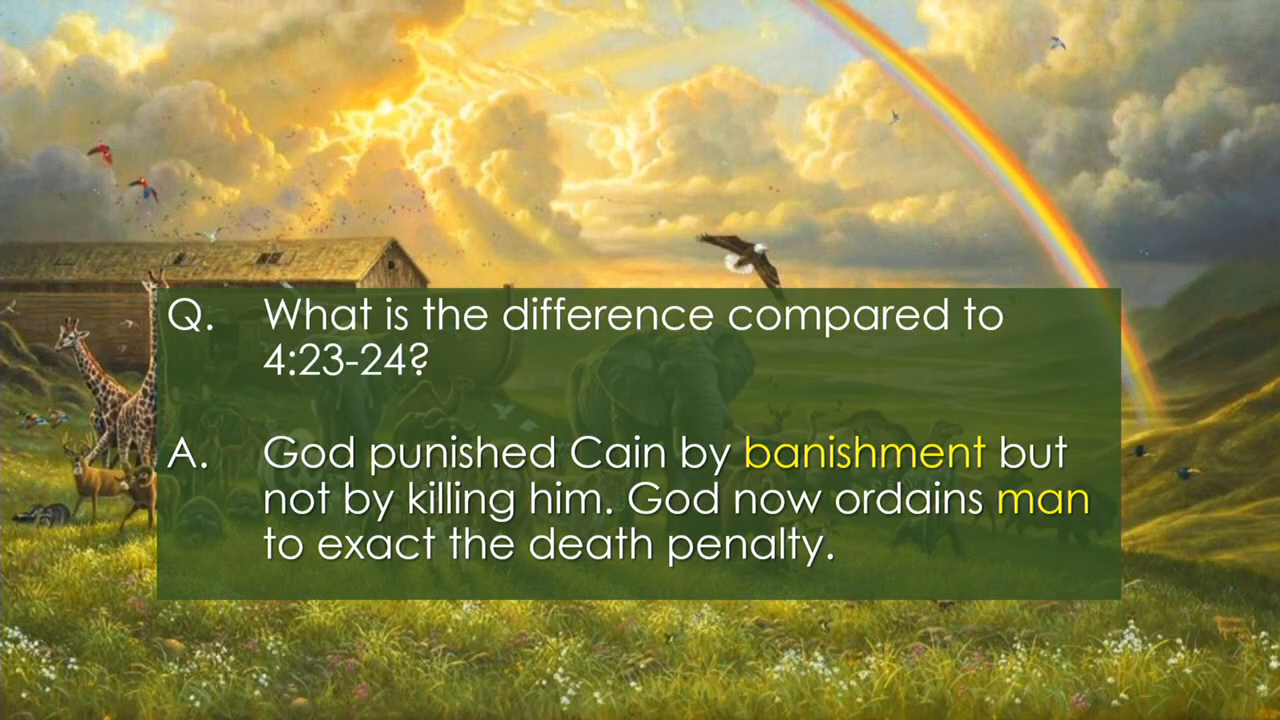 Q. What is the difference compared to
4:23-24?
A. God punished Cain by banishment but
not by killing him. God now ordains man
to exact the death penalty.